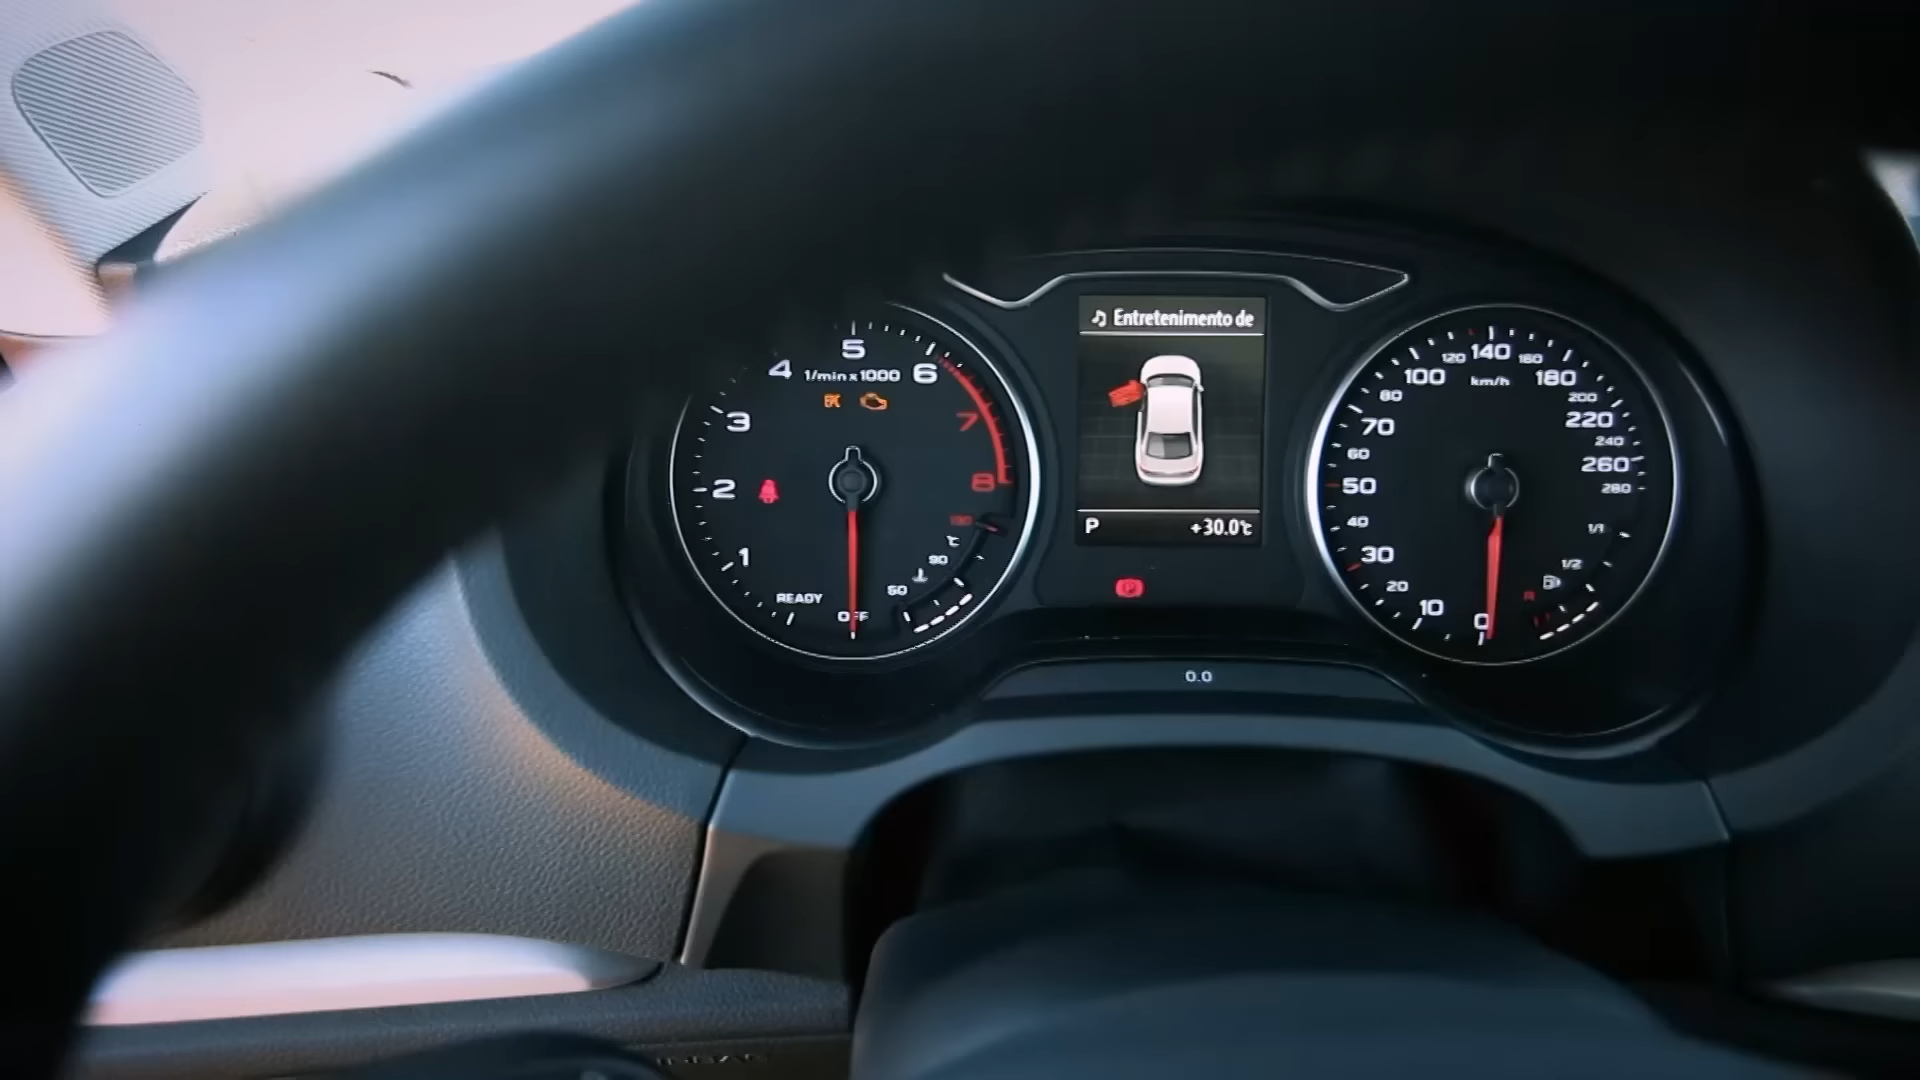 ♫ Entretenimento de
P +30.0°C
4 5 6
1/min x 1000
EPC
3 7
2 8
1
130
°C
90
50
READY
OFF
120 140 160
100 km/h 180
80 200
70 220
60 240
50 260
280
40
30
20
10
0
1/1
1/2
R
P
0.0
AIRBAG